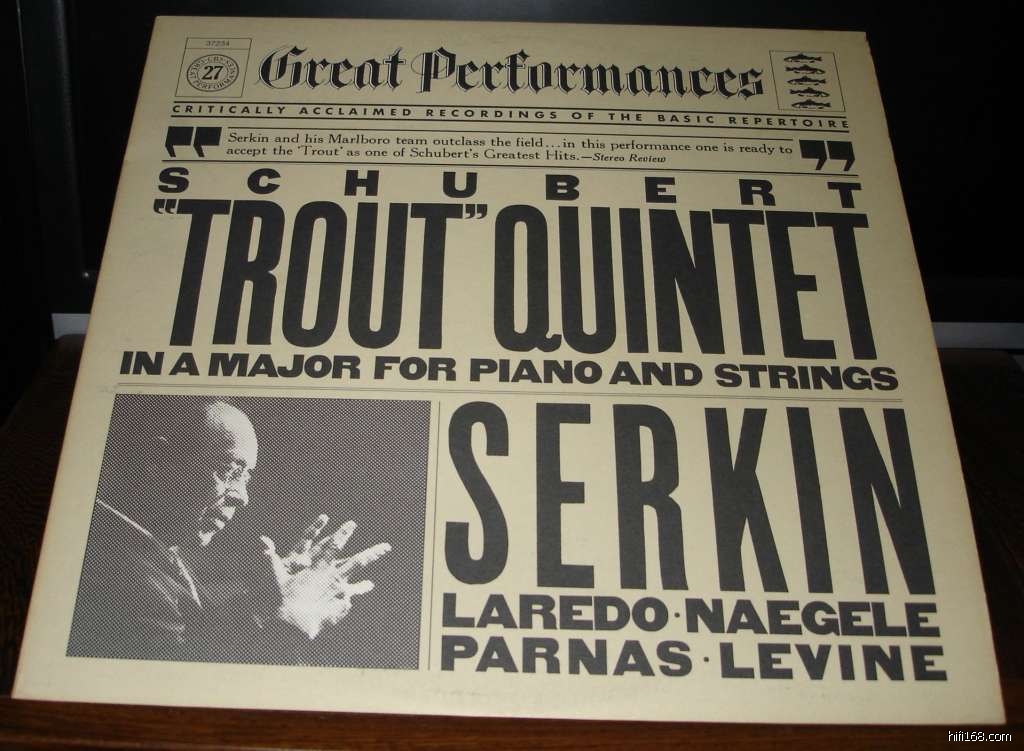 37234
27
Great Performances
CRITICALLY ACCLAIMED RECORDINGS OF THE BASIC REPERTOIRE
Serkin and his Marlboro team outclass the field...in this performance one is ready to
accept the 'Trout' as one of Schubert's Greatest Hits.—Stereo Review
SCHUBERT
“TROUT” QUINTET
IN A MAJOR FOR PIANO AND STRINGS
SERKIN
LAREDO·NAEGELE
PARNAS·LEVINE
hifi168.com